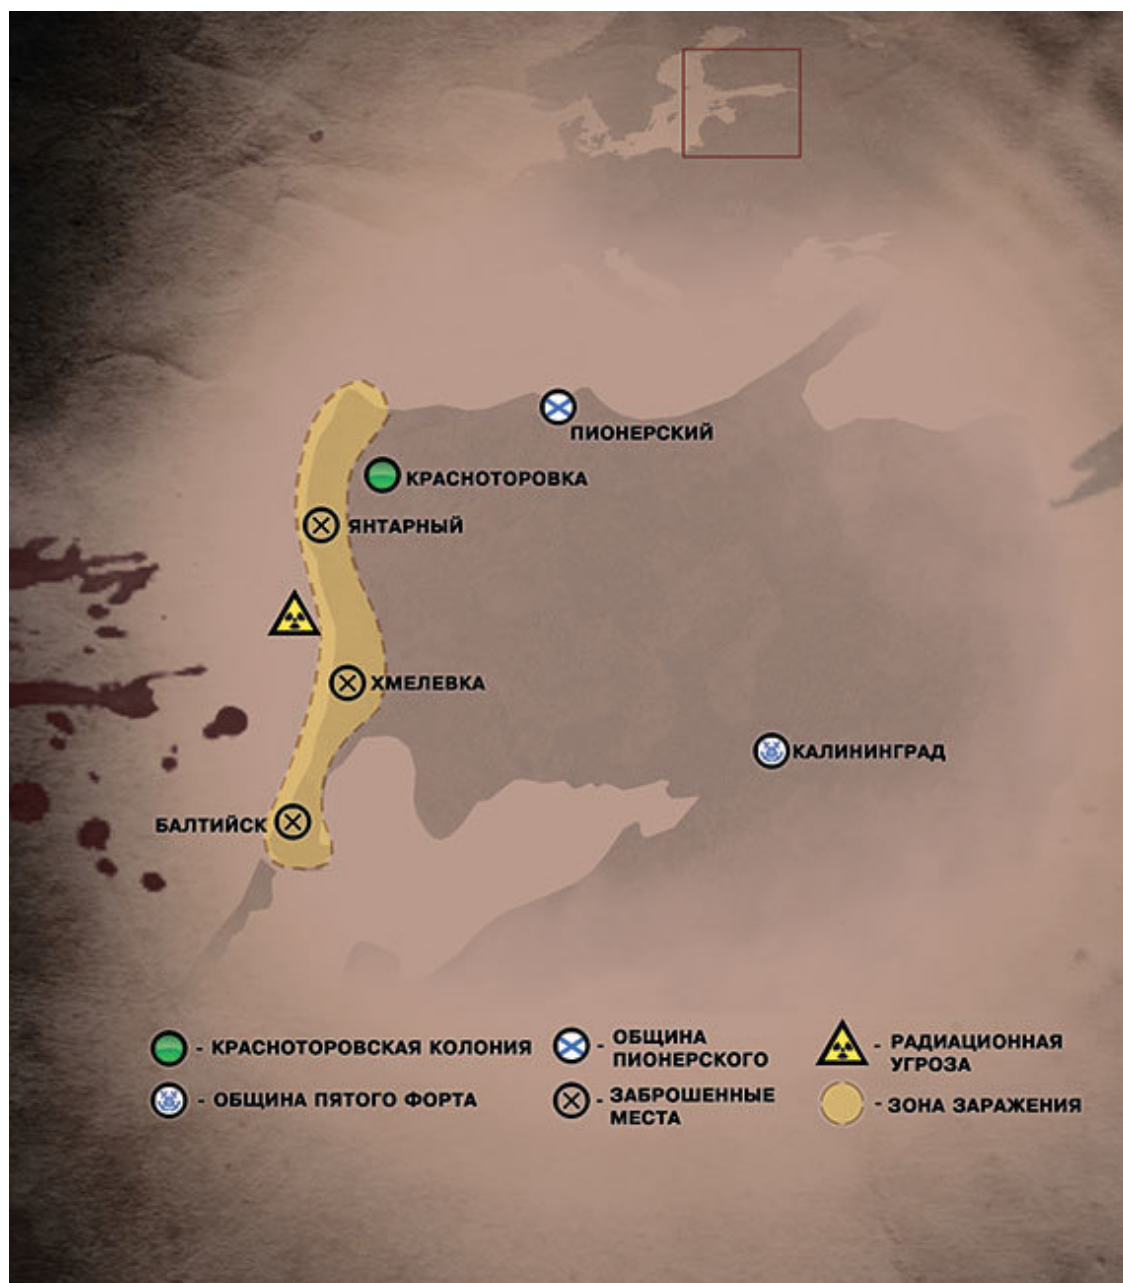 ПИОНЕРСКИЙ
КРАСНОТОРОВКА
ЯНТАРНЫЙ
ХМЕЛЕВКА
КАЛИНИНГРАД
БАЛТИЙСК
- КРАСНОТОРОВСКАЯ КОЛОНИЯ
- ОБЩИНА ПЯТОГО ФОРТА
- ОБЩИНА
ПИОНЕРСКОГО
- ЗАБРОШЕННЫЕ
МЕСТА
- РАДИАЦИОННАЯ
УГРОЗА
- ЗОНА ЗАРАЖЕНИЯ